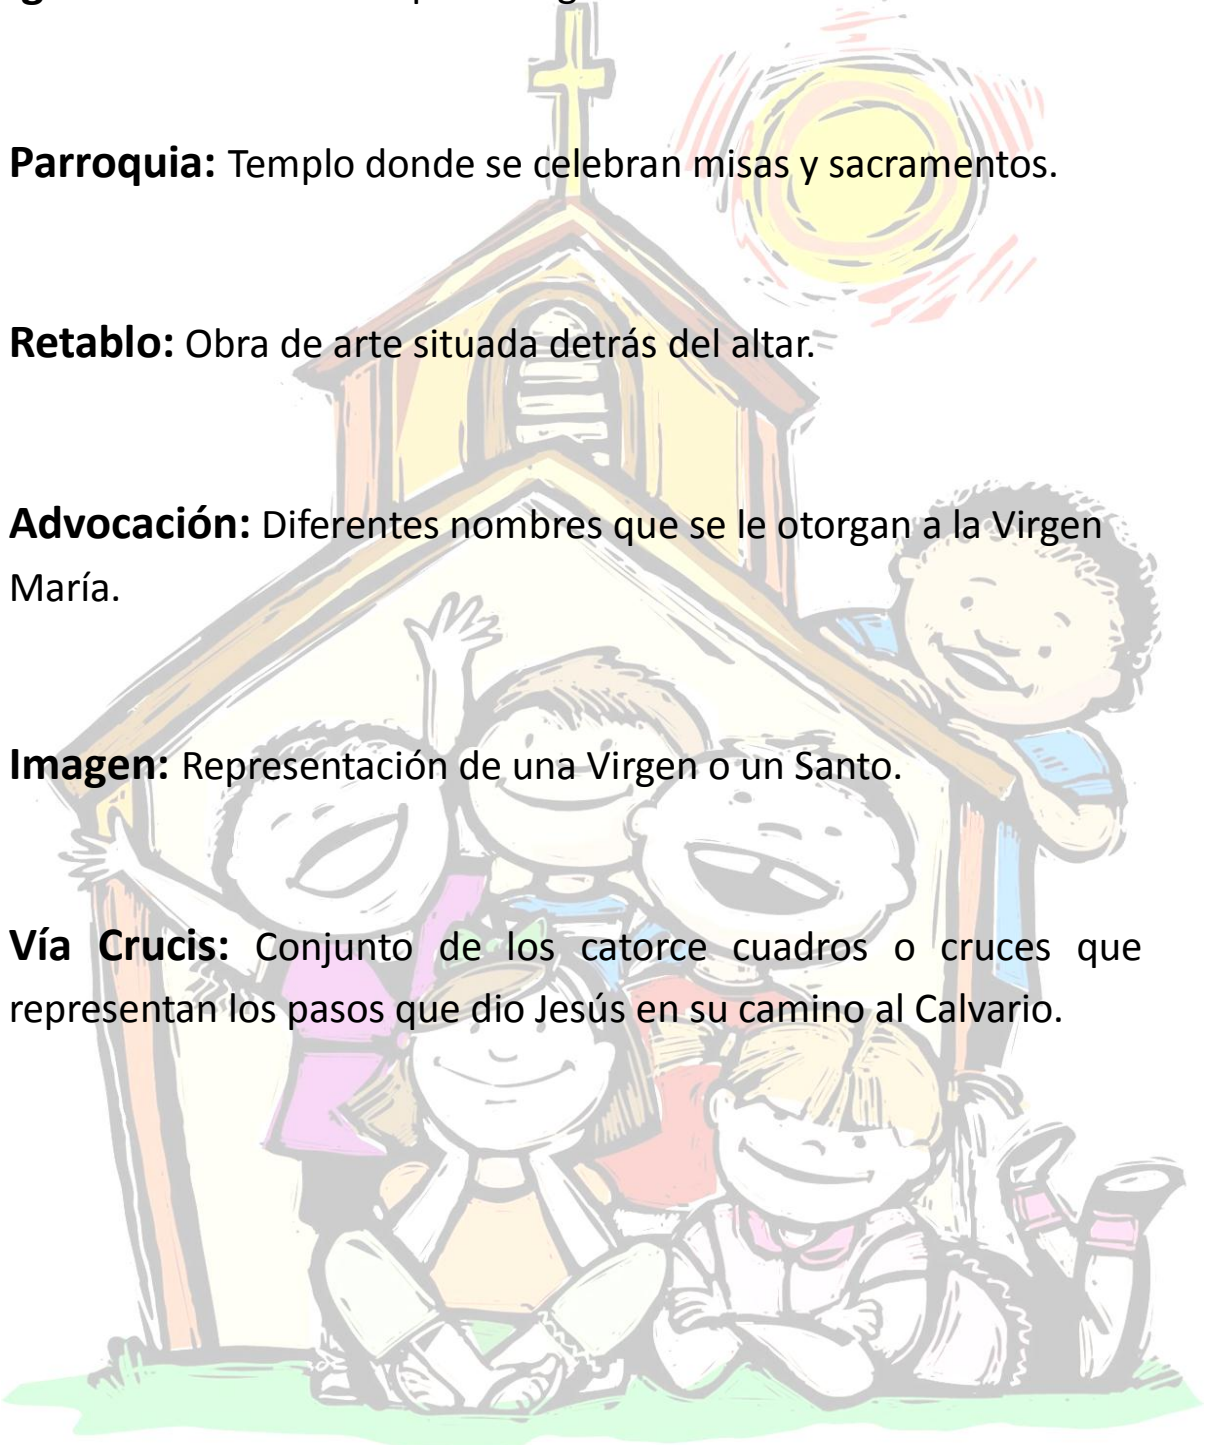 Parroquia: Templo donde se celebran misas y sacramentos.
Retablo: Obra de arte situada detrás del altar.
Advocación: Diferentes nombres que se le otorgan a la Virgen
María.
Imagen: Representación de una Virgen o un Santo.
Vía Crucis: Conjunto de los catorce cuadros o cruces que
representan los pasos que dio Jesús en su camino al Calvario.